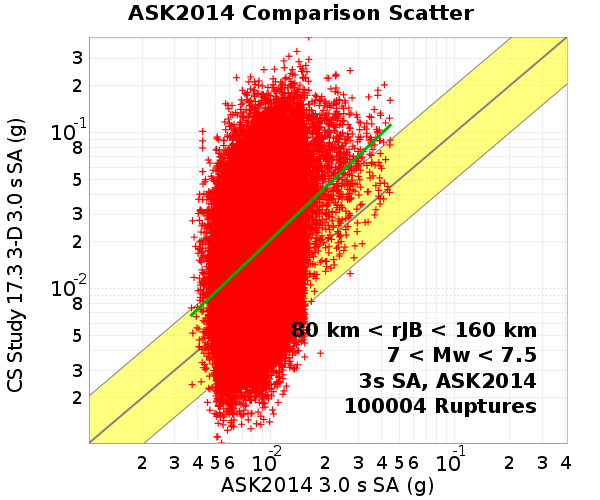 ASK2014 Comparison Scatter
CS Study 17.3 3-D 3.0 s SA (g)
3
2
10-1
8
5
3
2
10-2
8
5
3
2
80 km < rJB < 160 km
7 < Mw < 7.5
3s SA, ASK2014
100004 Ruptures
2 3 4 5 6 10-2 2 3 4 5 6 10-1 2 3 4
ASK2014 3.0 s SA (g)